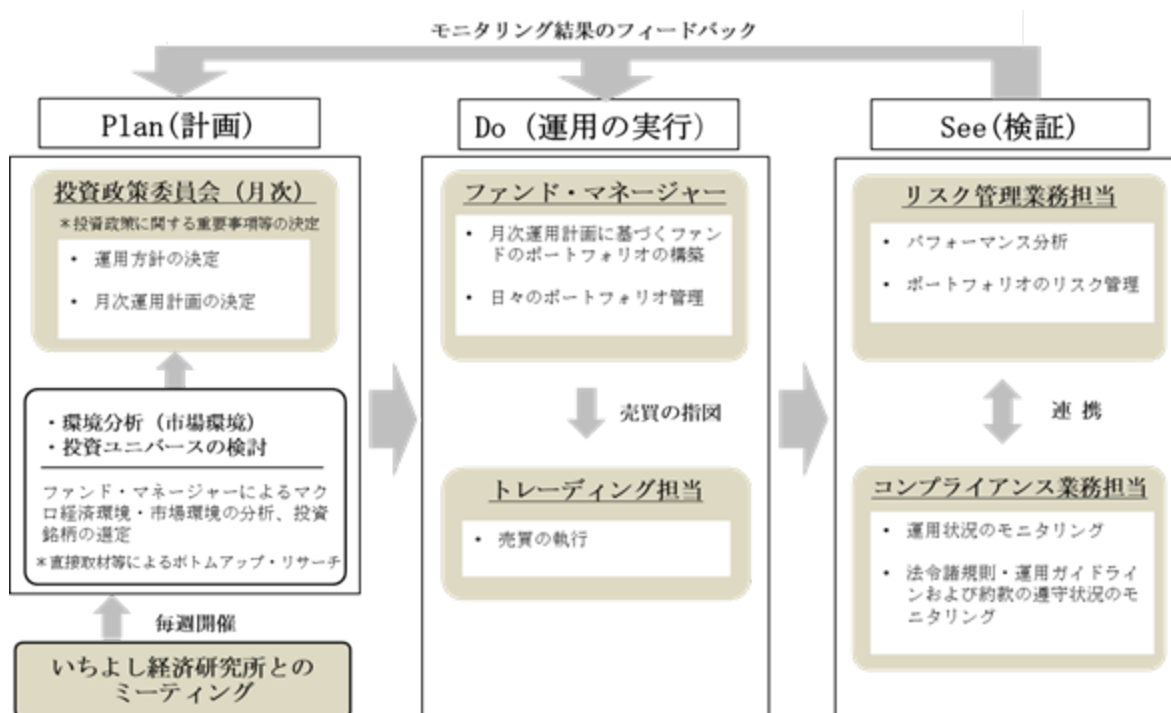 モニタリング結果のフィードバック
Plan(計画)
投資政策委員会（月次）
＊投資政策に関する重要事項等の決定
・ 運用方針の決定
・ 月次運用計画の決定
・環境分析（市場環境）
・投資ユニバースの検討
ファンド・マネージャーによるマク
ロ経済環境・市場環境の分析、投資
銘柄の選定
＊直接取材等によるボトムアップ・リサーチ
毎週開催
いちよし経済研究所との
ミーティング
Do（運用の実行）
ファンド・マネージャー
・ 月次運用計画に基づくファン
ドのポートフォリオの構築
・ 日々のポートフォリオ管理
売買の指図
トレーディング担当
・ 売買の執行
See(検証)
リスク管理業務担当
・ パフォーマンス分析
・ ポートフォリオのリスク管理
連 携
コンプライアンス業務担当
・ 運用状況のモニタリング
・ 法令諸規則・運用ガイドライ
ンおよび約款の遵守状況のモ
ニタリング